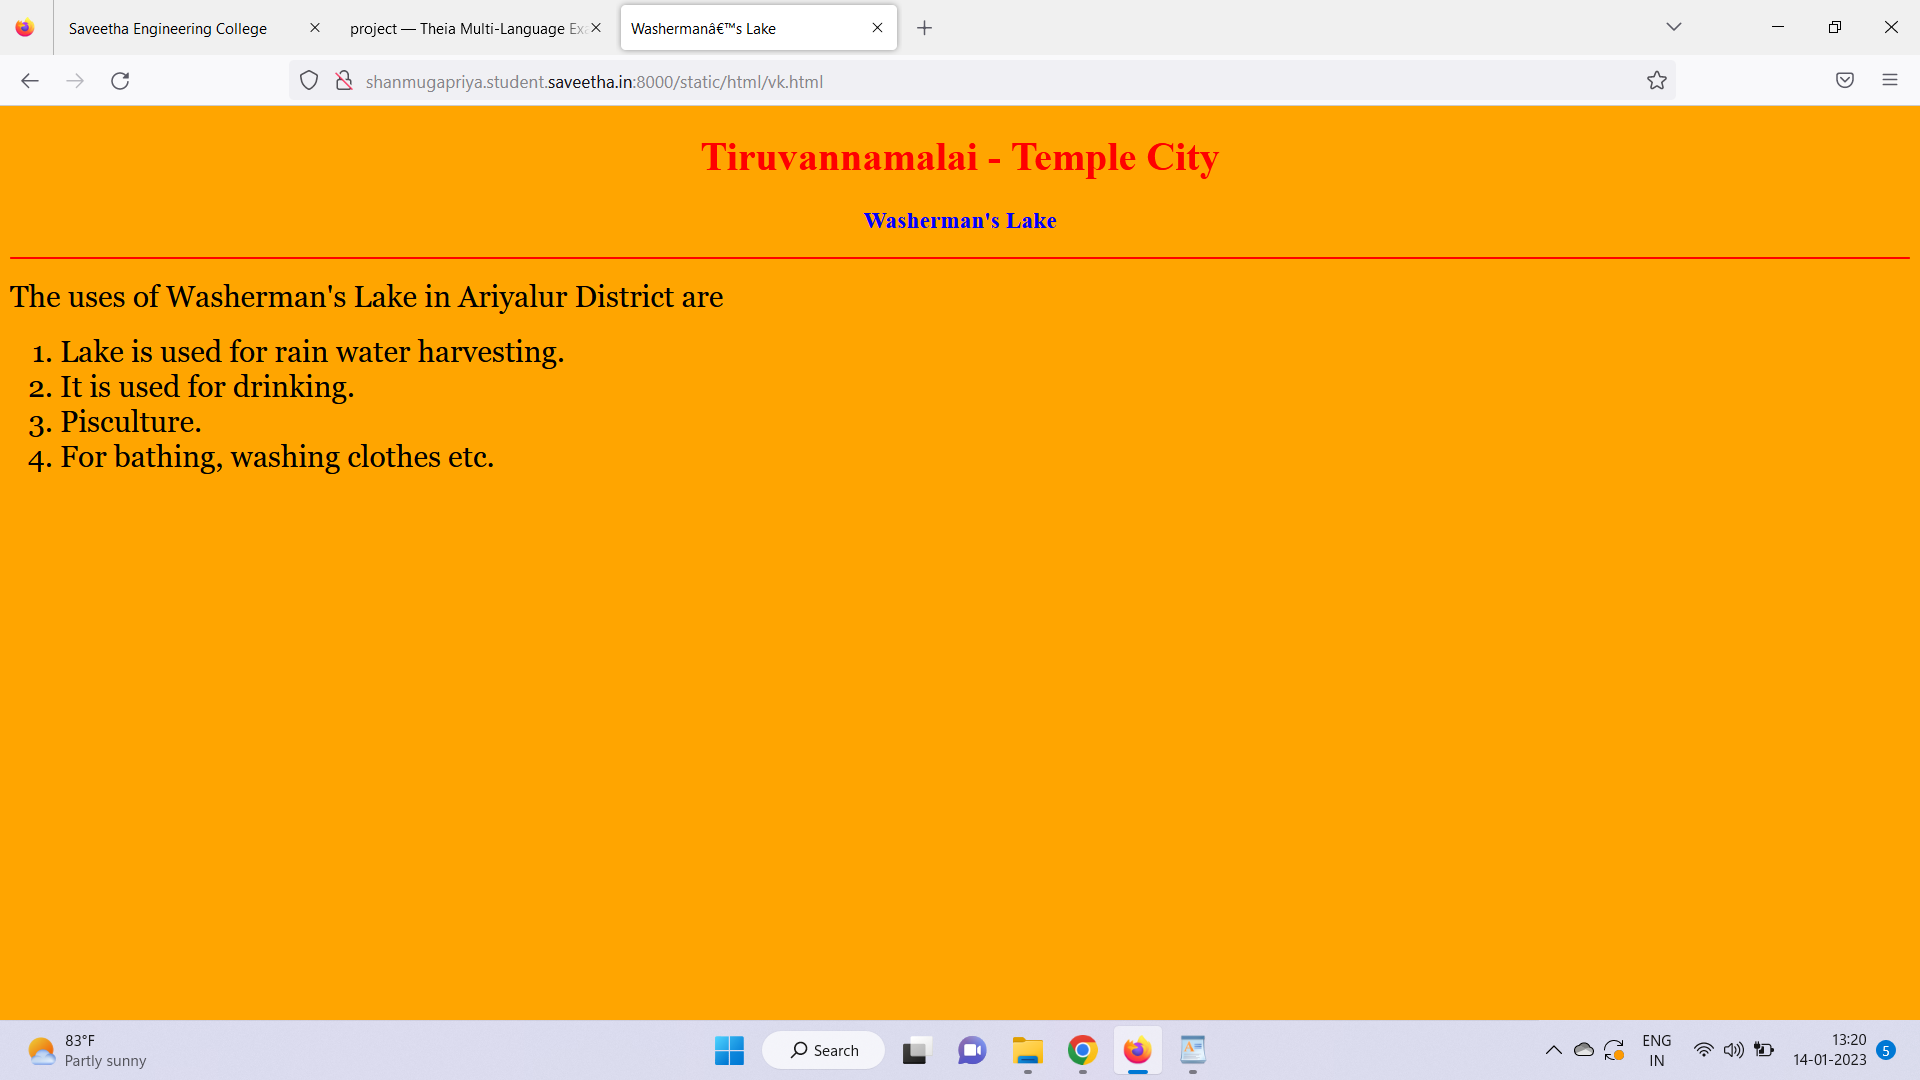 Saveetha Engineering College
project — Theia Multi-Language Exa
Washermanâ€™s Lake
shanmugapriya.student.saveetha.in:8000/static/html/vk.html
Tiruvannamalai - Temple City
Washerman's Lake
The uses of Washerman's Lake in Ariyalur District are
1. Lake is used for rain water harvesting.
2. It is used for drinking.
3. Pisculture.
4. For bathing, washing clothes etc.
83°F
Partly sunny
Search
ENG
IN
13:20
14-01-2023
5